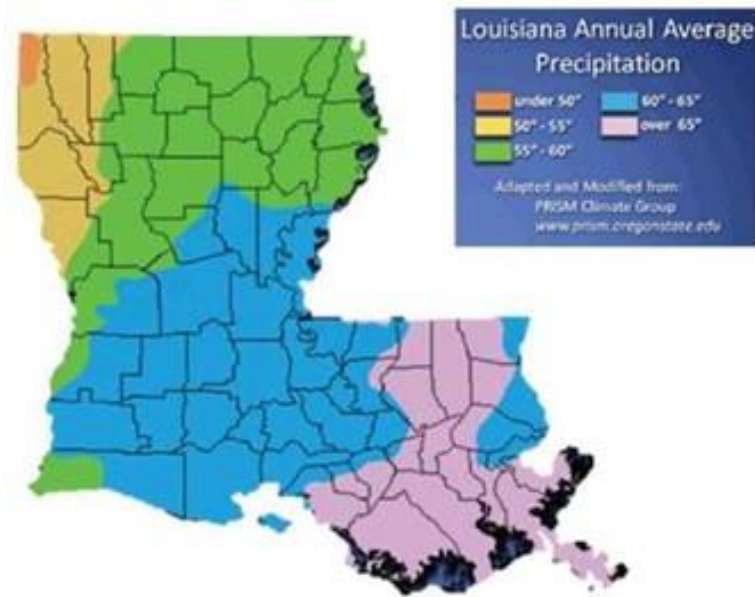 Louisiana Annual Average
Precipitation
under 50"
60" - 65"
50" - 55"
over 65"
55" - 60"
Adapted and Modified from:
PRISM Climate Group
www.prism.oregonstate.edu